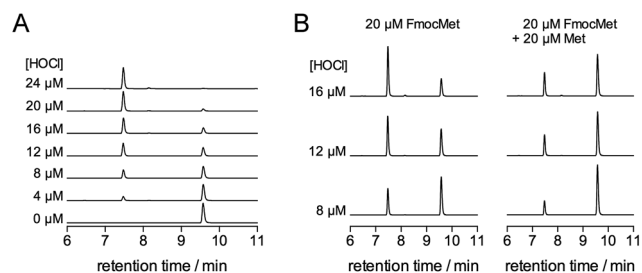 A
[HOCl]
24 µM
20 µM
16 µM
12 µM
8 µM
4 µM
0 µM
6 7 8 9 10 11
retention time / min
B
20 µM FmocMet
20 µM FmocMet
+ 20 µM Met
[HOCl]
16 µM
12 µM
8 µM
6 7 8 9 10 11
6 7 8 9 10 11
retention time / min
retention time / min